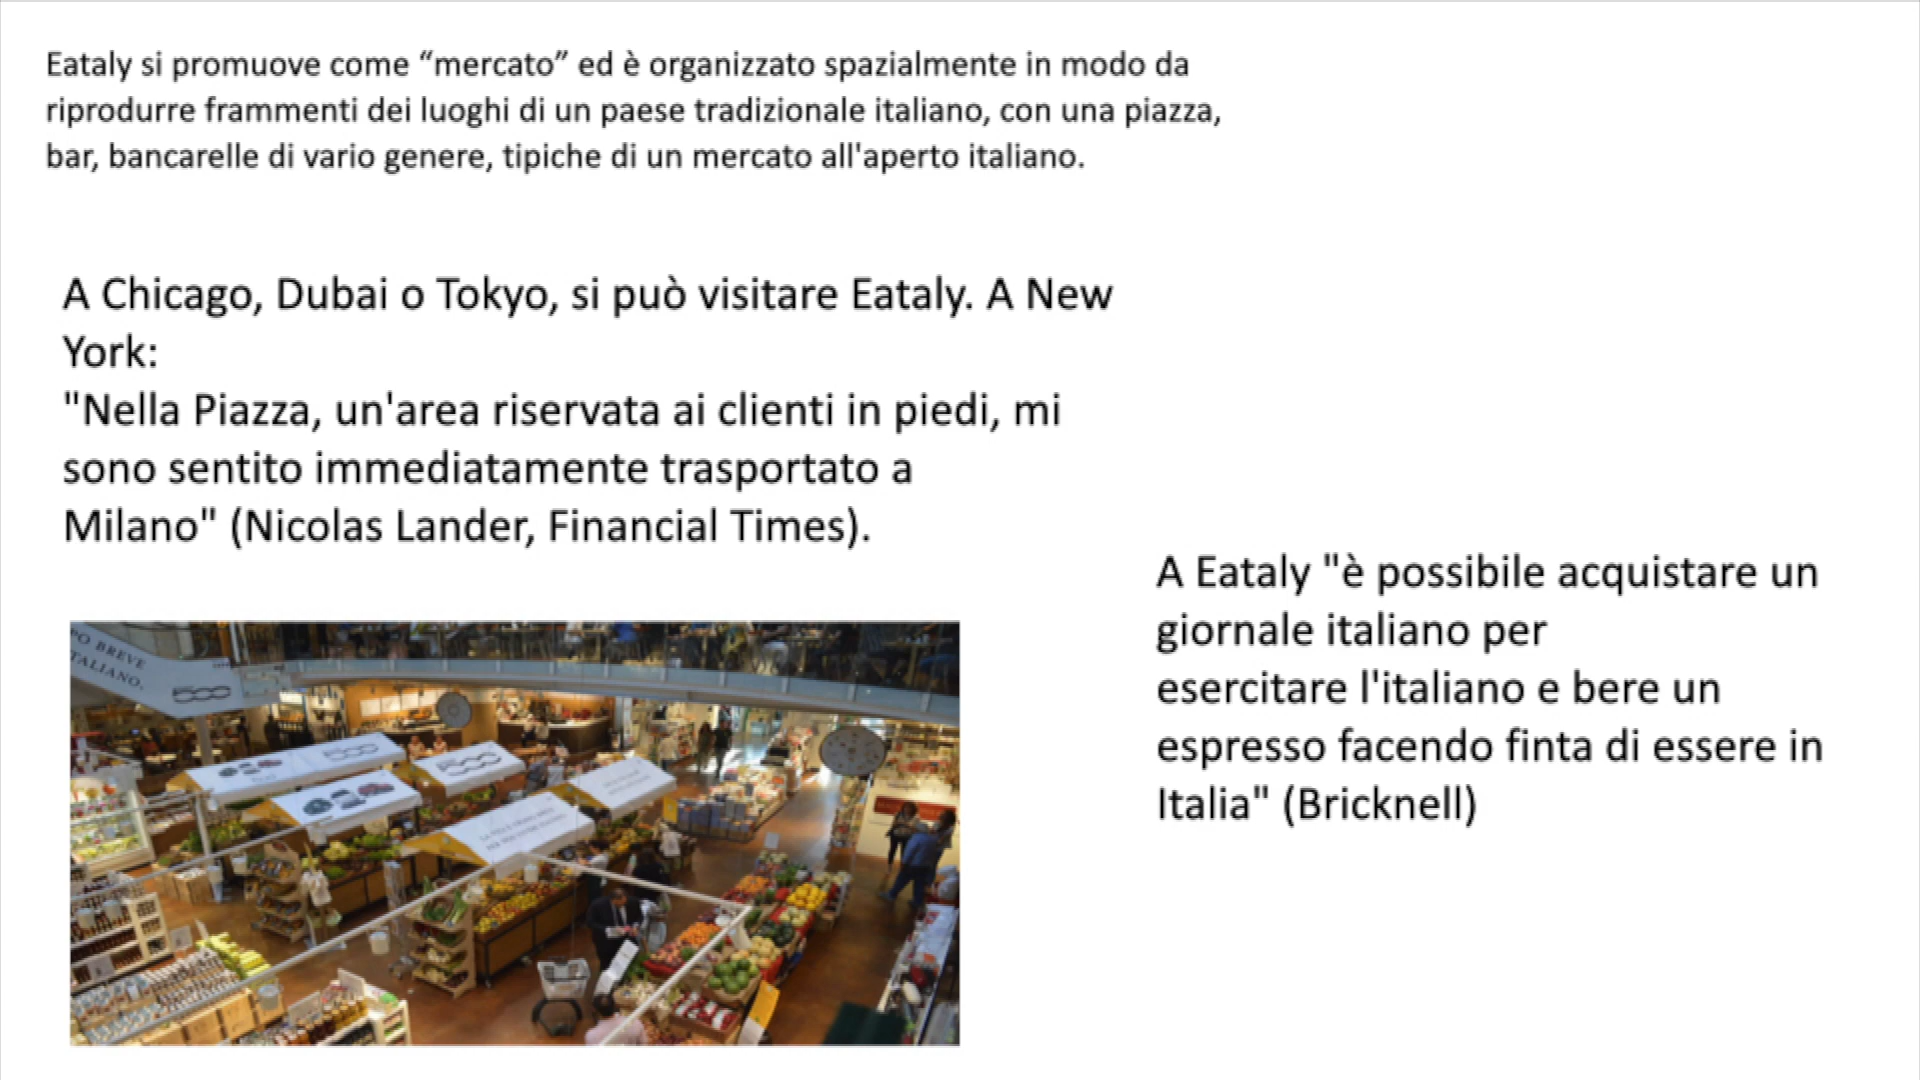 Eataly si promuove come “mercato” ed è organizzato spazialmente in modo da
riprodurre frammenti dei luoghi di un paese tradizionale italiano, con una piazza,
bar, bancarelle di vario genere, tipiche di un mercato all'aperto italiano.
A Chicago, Dubai o Tokyo, si può visitare Eataly. A New
York:
"Nella Piazza, un'area riservata ai clienti in piedi, mi
sono sentito immediatamente trasportato a
Milano" (Nicolas Lander, Financial Times).
A Eataly "è possibile acquistare un
giornale italiano per
esercitare l'italiano e bere un
espresso facendo finta di essere in
Italia" (Bricknell)
PO BREVE
TALIANO.
500